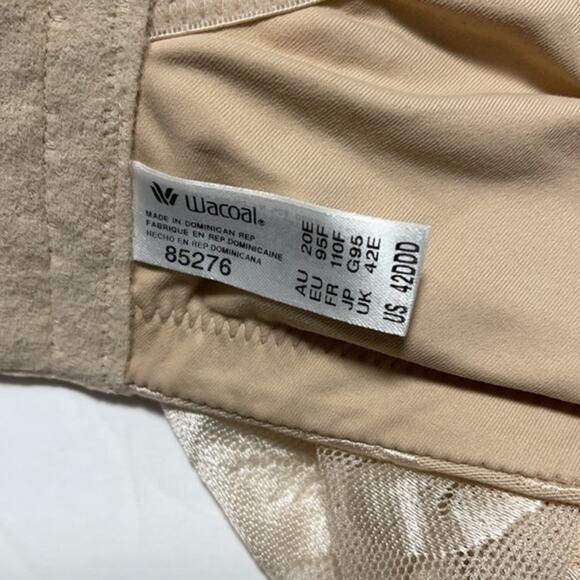 Wacoal®
MADE IN DOMINICAN REP
FABRIQUE EN REP.DOMINICAINE
HECHO EN REP.DOMINICANA
85276
AU 20E
EU 95F
FR 110F
JP G95
UK 42E
US 42DDD